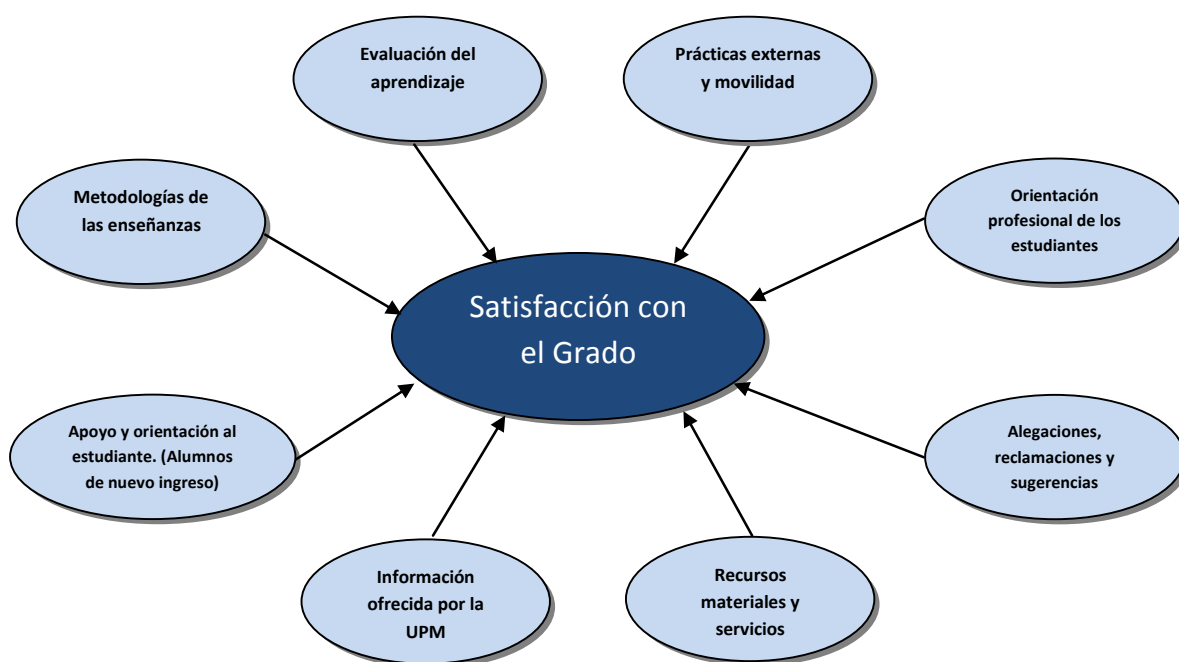 Evaluación del
aprendizaje
Prácticas externas
y movilidad
Metodologías de
las enseñanzas
Orientación
profesional de los
estudiantes
Satisfacción con
el Grado
Apoyo y orientación al
estudiante. (Alumnos
de nuevo ingreso)
Alegaciones,
reclamaciones y
sugerencias
Información
ofrecida por la
UPM
Recursos
materiales y
servicios